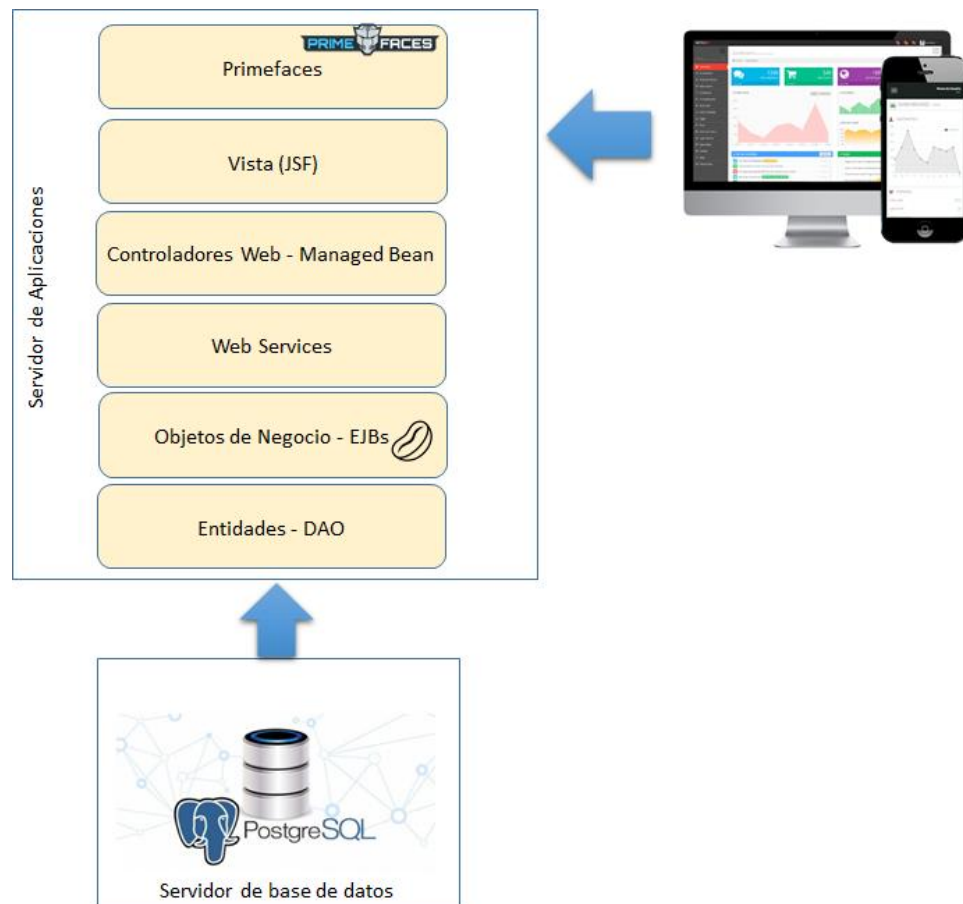 PRIME FACES
Primefaces
Vista (JSF)
Controladores Web - Managed Bean
Web Services
Objetos de Negocio - EJBs
Entidades - DAO
Servidor de Aplicaciones
PostgreSQL
Servidor de base de datos